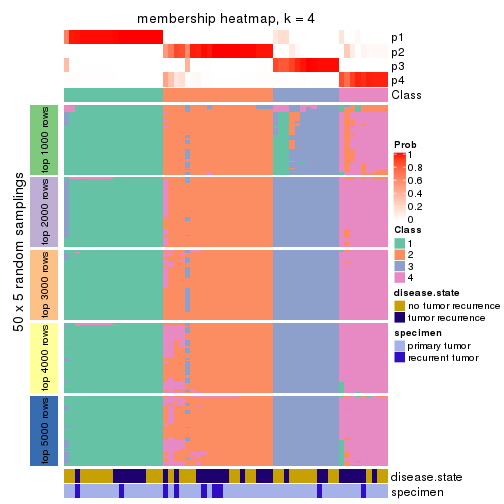 membership heatmap, k = 4
p1
p2
p3
p4
Class
50 x 5 random samplings
top 1000 rows
top 2000 rows
top 3000 rows
top 4000 rows
top 5000 rows
Prob
1
0.8
0.6
0.4
0.2
0
Class
1
2
3
4
disease.state
no tumor recurrence
tumor recurrence
specimen
primary tumor
recurrent tumor
disease.state
specimen